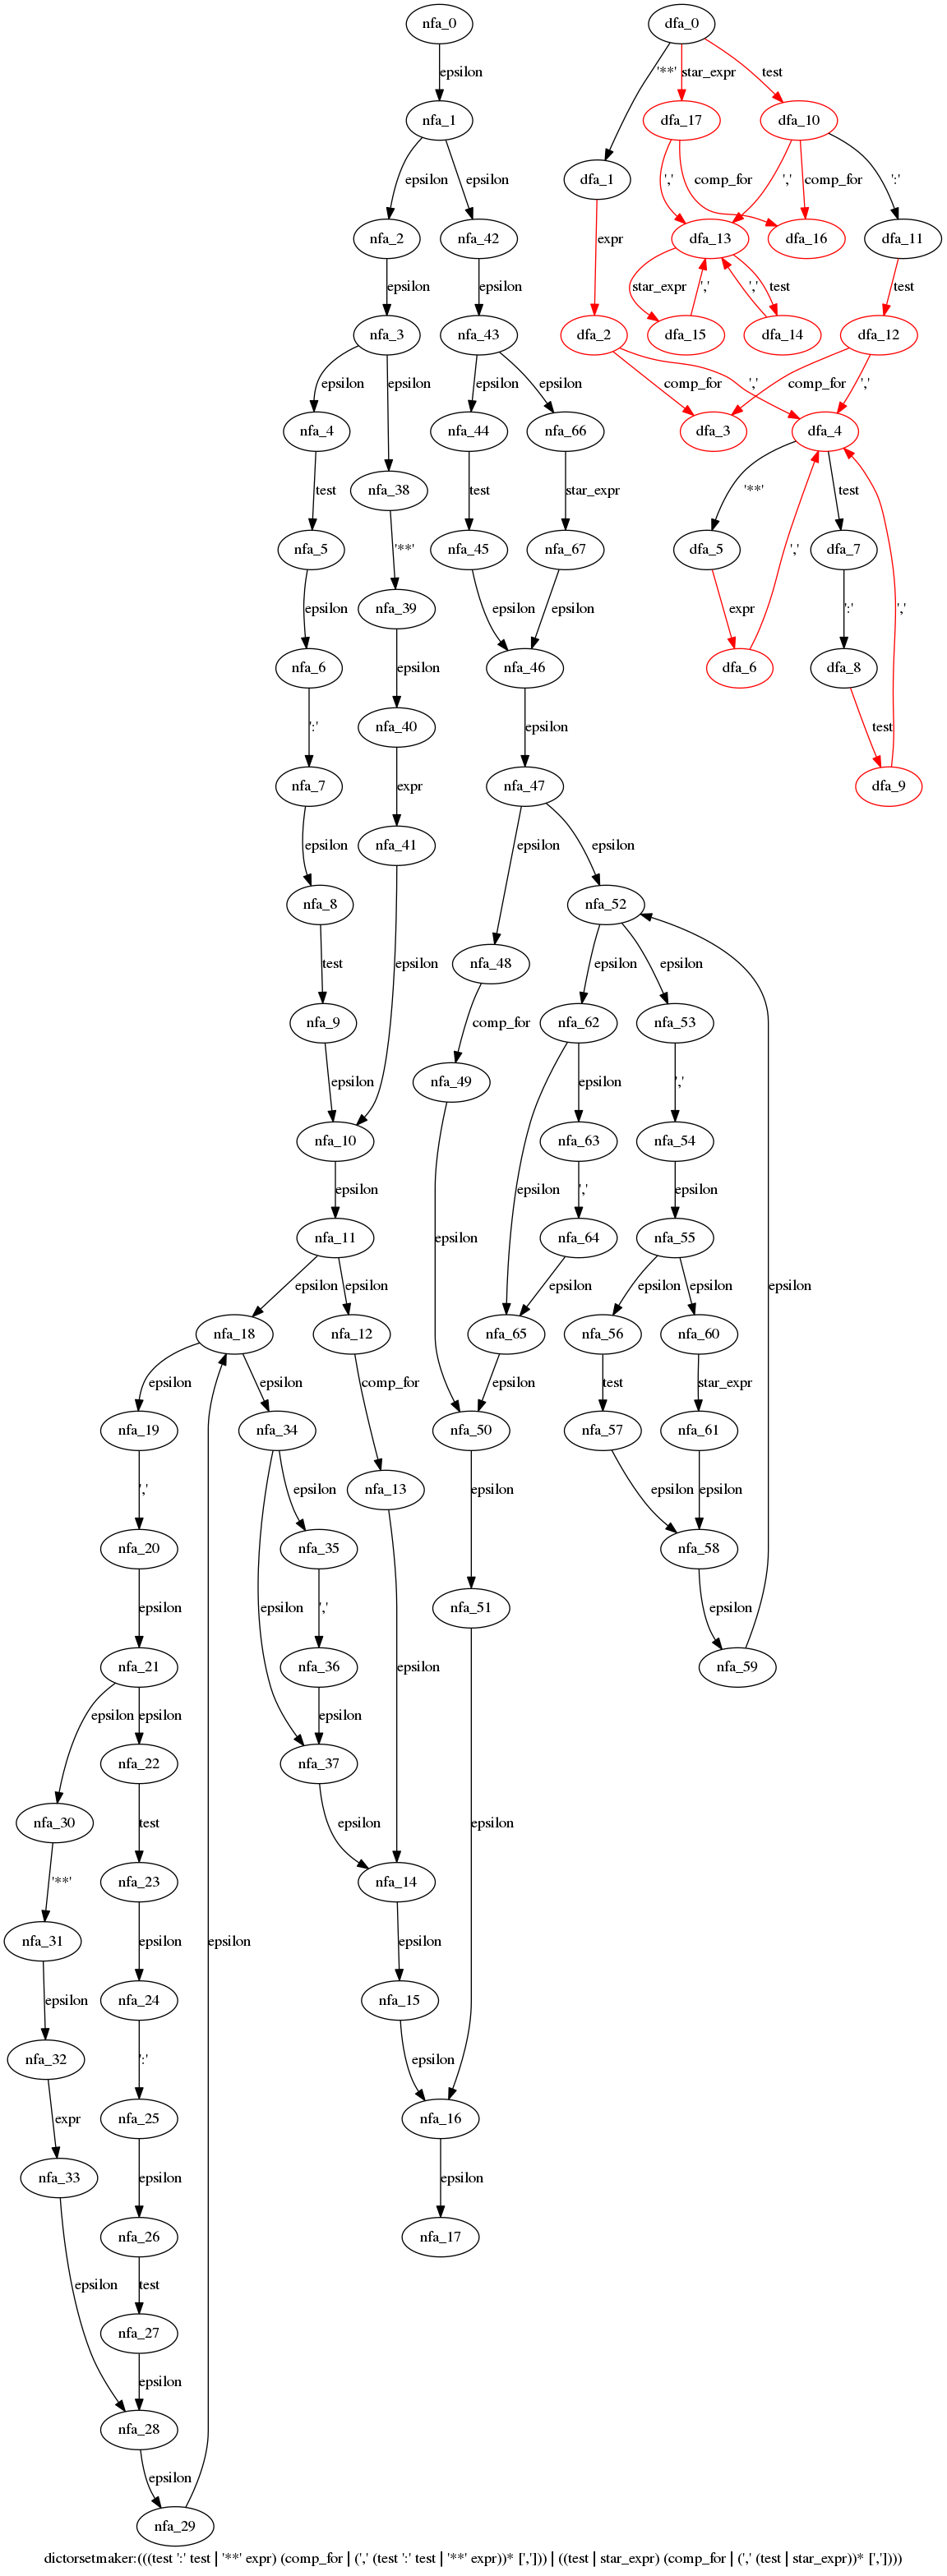 nfa_0
dfa_0
epsilon
'**'
star_expr
test
nfa_1
dfa_17
dfa_10
epsilon
epsilon
dfa_1
','
comp_for
','
comp_for
':'
nfa_2
nfa_42
expr
dfa_13
dfa_16
dfa_11
epsilon
epsilon
star_expr
','
','
test
test
nfa_3
nfa_43
dfa_2
dfa_15
dfa_14
dfa_12
epsilon
epsilon
epsilon
epsilon
comp_for
','
comp_for
','
nfa_4
nfa_44
nfa_66
dfa_3
dfa_4
test
nfa_38
test
star_expr
'**'
test
nfa_5
'**'
nfa_45
nfa_67
dfa_5
','
dfa_7
epsilon
nfa_39
epsilon
epsilon
expr
':'
','
nfa_6
epsilon
nfa_46
dfa_6
dfa_8
':'
nfa_40
epsilon
test
nfa_7
expr
nfa_47
dfa_9
epsilon
nfa_41
epsilon
epsilon
nfa_8
nfa_52
test
epsilon
nfa_48
epsilon
epsilon
nfa_9
comp_for
nfa_62
nfa_53
epsilon
nfa_49
epsilon
','
nfa_10
nfa_63
nfa_54
epsilon
epsilon
','
epsilon
nfa_11
epsilon
nfa_64
nfa_55
epsilon
epsilon
epsilon
epsilon
epsilon
epsilon
nfa_18
nfa_12
nfa_65
nfa_56
nfa_60
epsilon
epsilon
comp_for
epsilon
test
star_expr
nfa_19
nfa_34
nfa_50
nfa_57
nfa_61
','
epsilon
nfa_13
epsilon
epsilon
epsilon
nfa_20
nfa_35
nfa_58
epsilon
epsilon
','
nfa_51
epsilon
nfa_21
nfa_36
epsilon
nfa_59
epsilon
epsilon
epsilon
nfa_22
nfa_37
nfa_30
test
epsilon
epsilon
'**'
nfa_23
nfa_14
nfa_31
epsilon
epsilon
epsilon
epsilon
nfa_24
nfa_15
nfa_32
':'
epsilon
expr
nfa_25
nfa_16
nfa_33
epsilon
epsilon
nfa_26
nfa_17
epsilon
test
nfa_27
epsilon
nfa_28
epsilon
nfa_29
dictorsetmaker:(((test ':' test | '**' expr) (comp_for | (',' (test ':' test | '**' expr))* [','])) | ((test | star_expr) (comp_for | (',' (test | star_expr))* [','])))